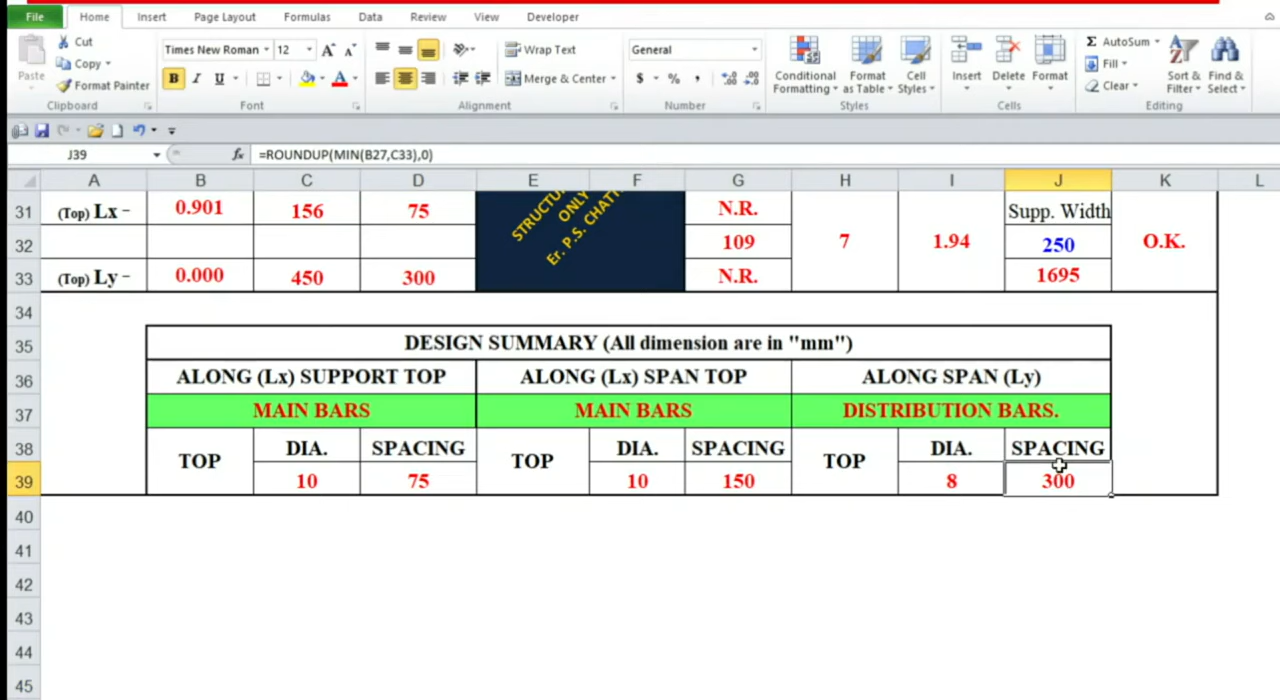 File Home Insert Page Layout Formulas Data Review View Developer
Paste
Cut
Copy
Format Painter
Clipboard
Times New Roman 12 A A
B I U A
Font
Wrap Text
Merge & Center
Alignment
General
$ % ,
Number
Conditional Formatting
Format as Table
Cell Styles
Styles
Insert Delete Format
Cells
Σ AutoSum
Fill
Clear
Sort & Filter
Find & Select
Editing
J39 fx =ROUNDUP(MIN(B27,C33),0)
A B C D E F G H I J K L
31 (Top) Lx - 0.901 156 75 N.R. Supp. Width
32 109 7 1.94 250 O.K.
33 (Top) Ly - 0.000 450 300 N.R. 1695
ONLY
Er. P.S.
34
35 DESIGN SUMMARY (All dimension are in "mm")
36 ALONG (Lx) SUPPORT TOP ALONG (Lx) SPAN TOP ALONG SPAN (Ly)
37 MAIN BARS MAIN BARS DISTRIBUTION BARS.
38 TOP DIA. SPACING TOP DIA. SPACING TOP DIA. SPACING
39 10 75 10 150 8 300
40
41
42
43
44
45